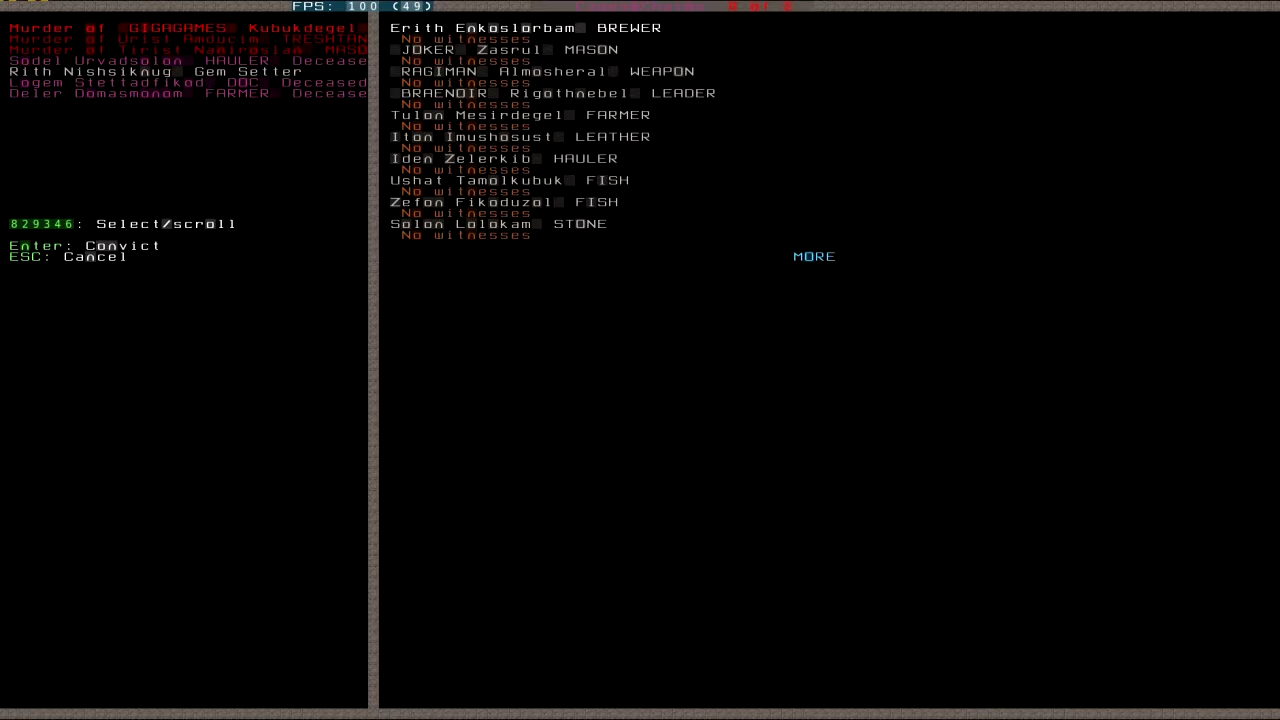 FPS: 100 (49)
Murder of GIGAGAMES Kubukdegel
Murder of Urist Amducim TRESHTAN
Murder of Tirist Namiroslan MASO
Sodel Urvadsolon HAULER Decease
Rith Nishsiknug Gem Setter
Logem Stettadfikod DOC Deceased
Deler Domasmonom FARMER Decease
829346: Select/scroll
Enter: Convict
ESC: Cancel
Erith Enkoslorbam BREWER
No witnesses
JOKER Zasrul MASON
No witnesses
RAGIMAN Almosheral WEAPON
No witnesses
BRAENDIR Rigothnebel LEADER
No witnesses
Tulon Mesirdegel FARMER
No witnesses
Iton Imushosust LEATHER
No witnesses
Iden Zelerkib HAULER
No witnesses
Ushat Tamolkubuk FISH
No witnesses
Zefon Fikoduzol FISH
No witnesses
Solon Lolokam STONE
No witnesses
MORE